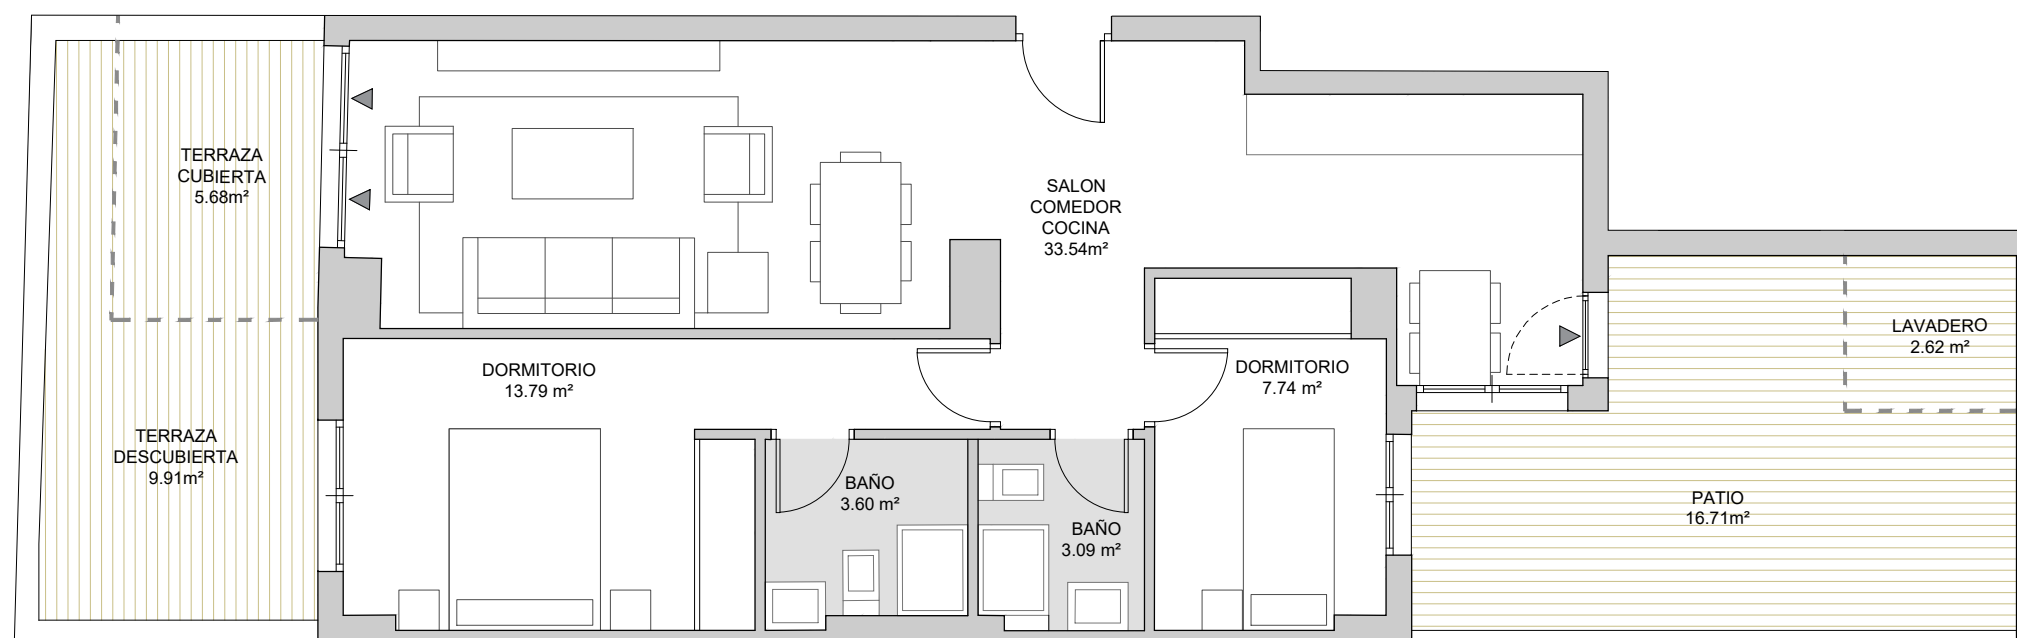 TERRAZA
CUBIERTA
5.68m²
SALON
COMEDOR
COCINA
33.54m²
LAVADERO
2.62 m²
DORMITORIO
13.79 m²
DORMITORIO
7.74 m²
TERRAZA
DESCUBIERTA
9.91m²
BAÑO
3.60 m²
BAÑO
3.09 m²
PATIO
16.71m²